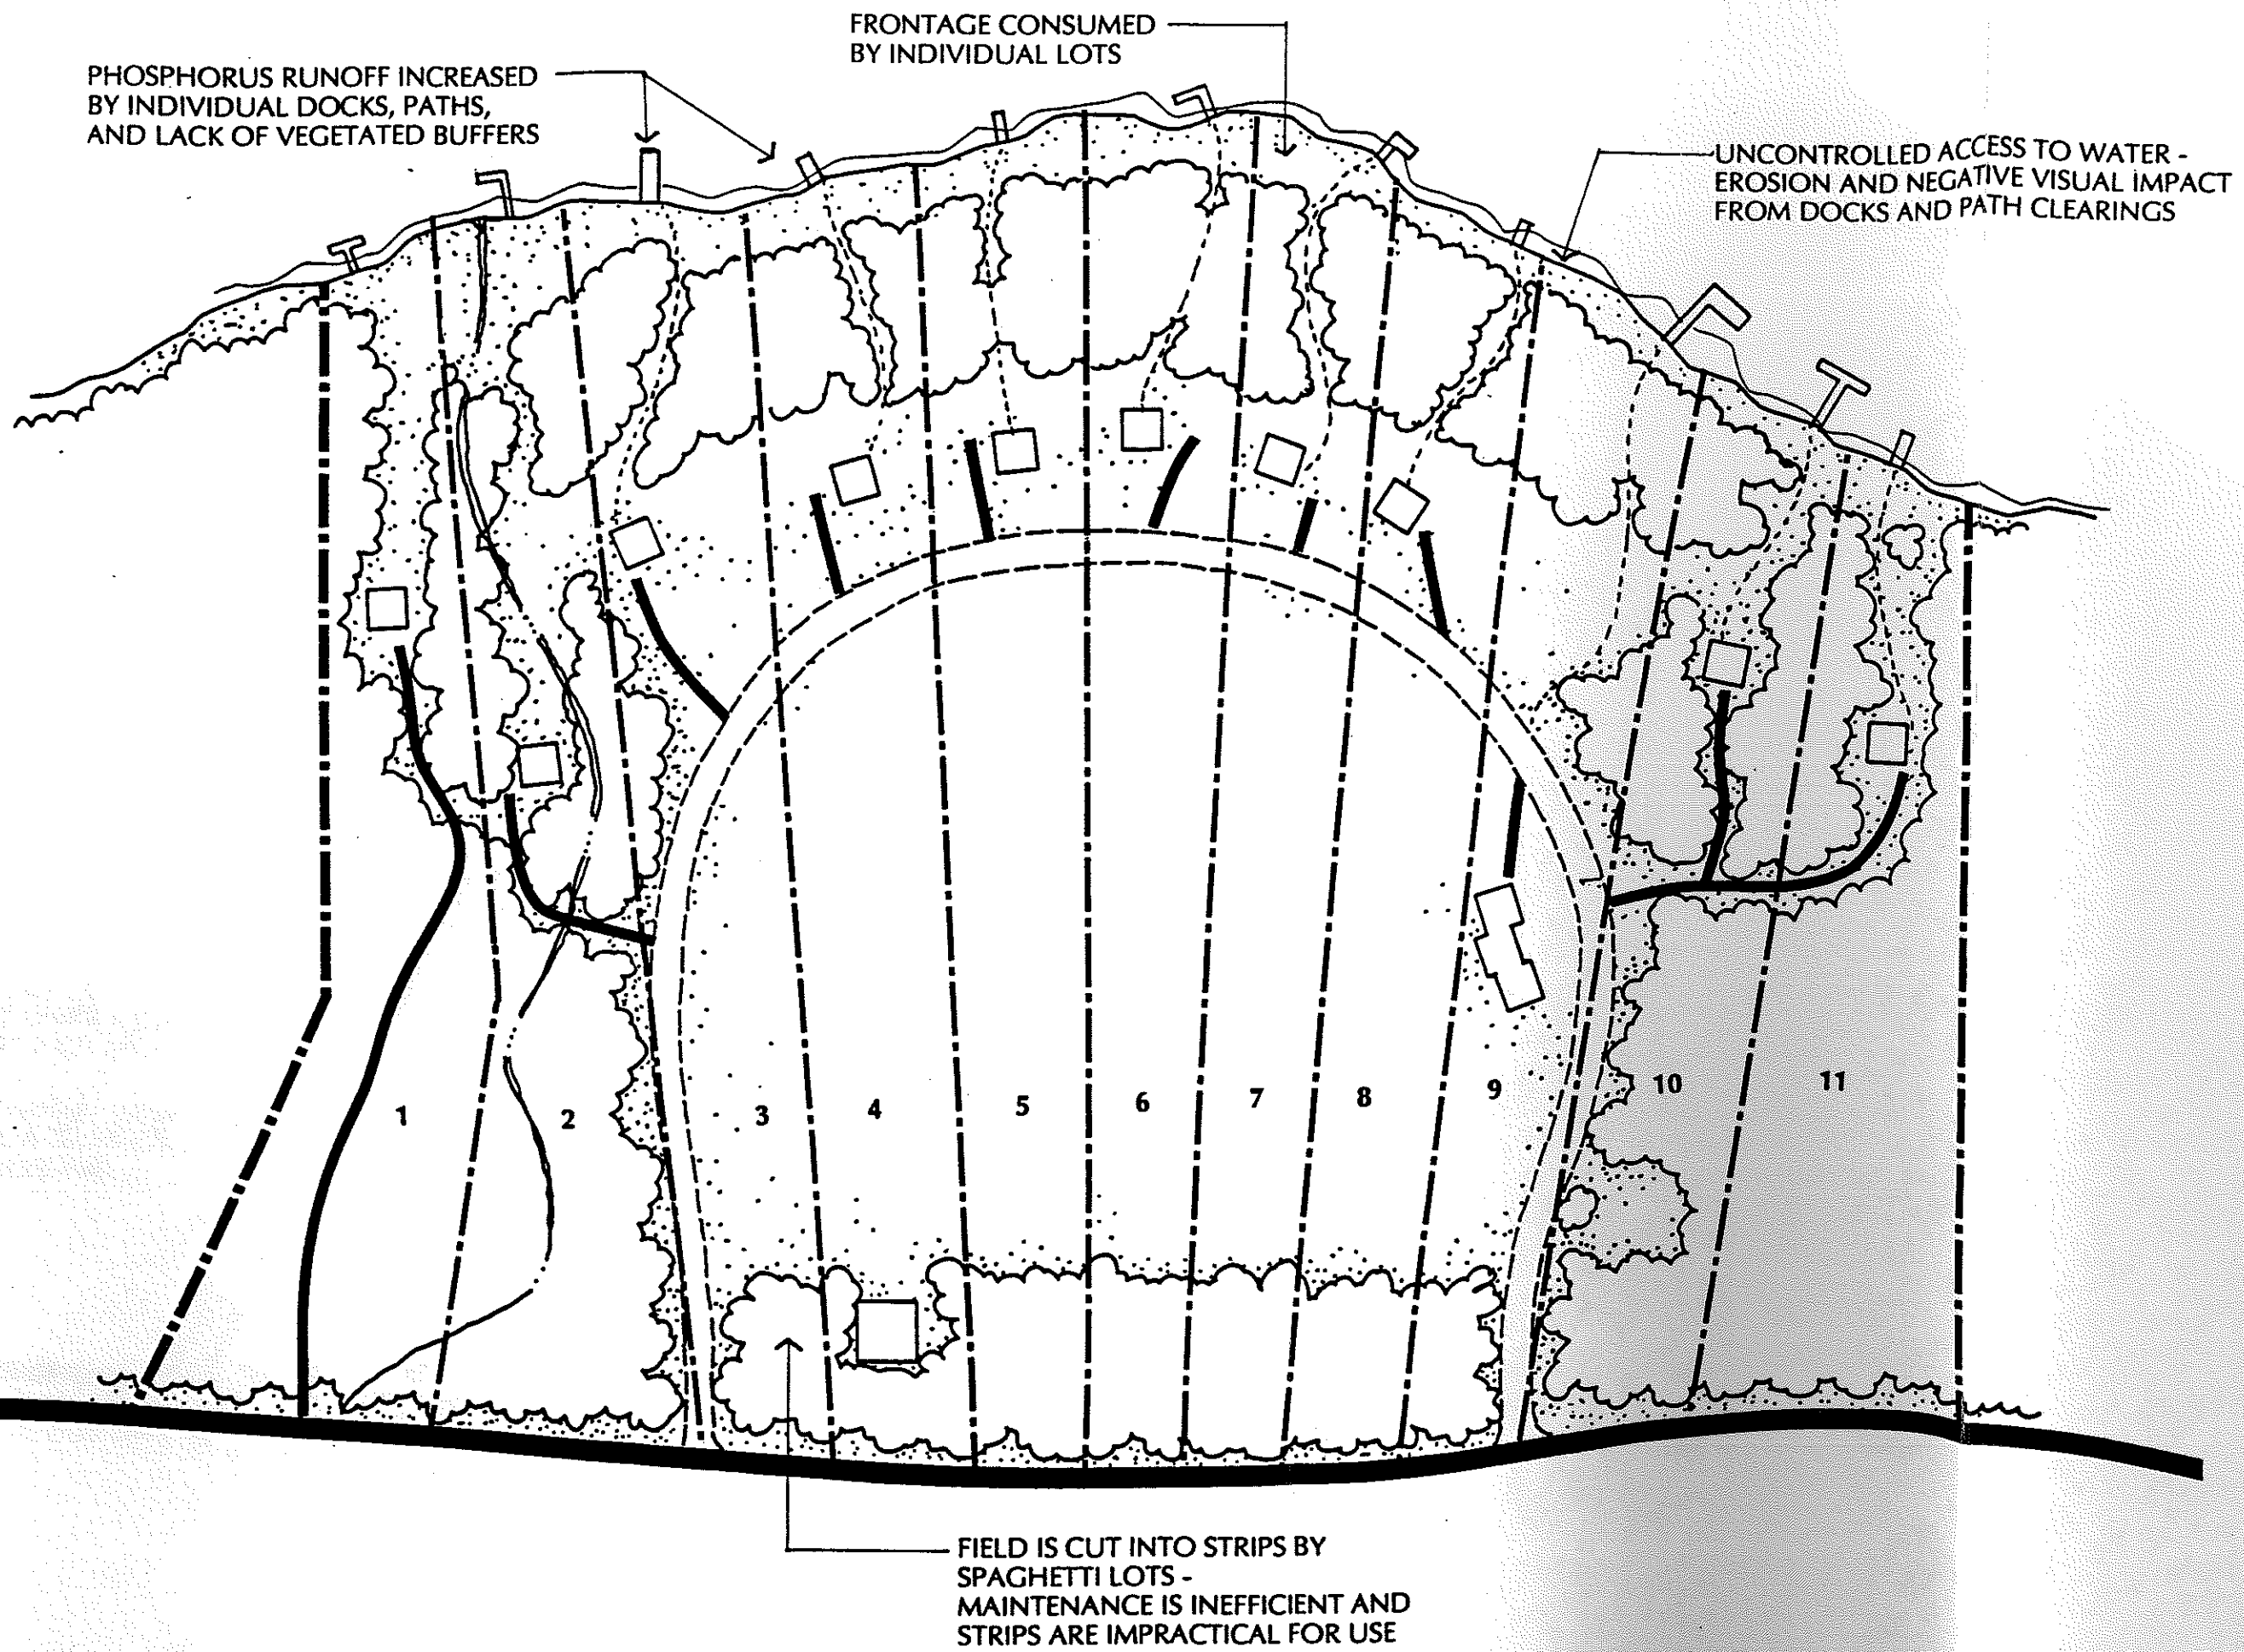 FRONTAGE CONSUMED
BY INDIVIDUAL LOTS
PHOSPHORUS RUNOFF INCREASED
BY INDIVIDUAL DOCKS, PATHS,
AND LACK OF VEGETATED BUFFERS
UNCONTROLLED ACCESS TO WATER -
EROSION AND NEGATIVE VISUAL IMPACT
FROM DOCKS AND PATH CLEARINGS
1
2
3
4
5
6
7
8
9
10
11
FIELD IS CUT INTO STRIPS BY
SPAGHETTI LOTS -
MAINTENANCE IS INEFFICIENT AND
STRIPS ARE IMPRACTICAL FOR USE